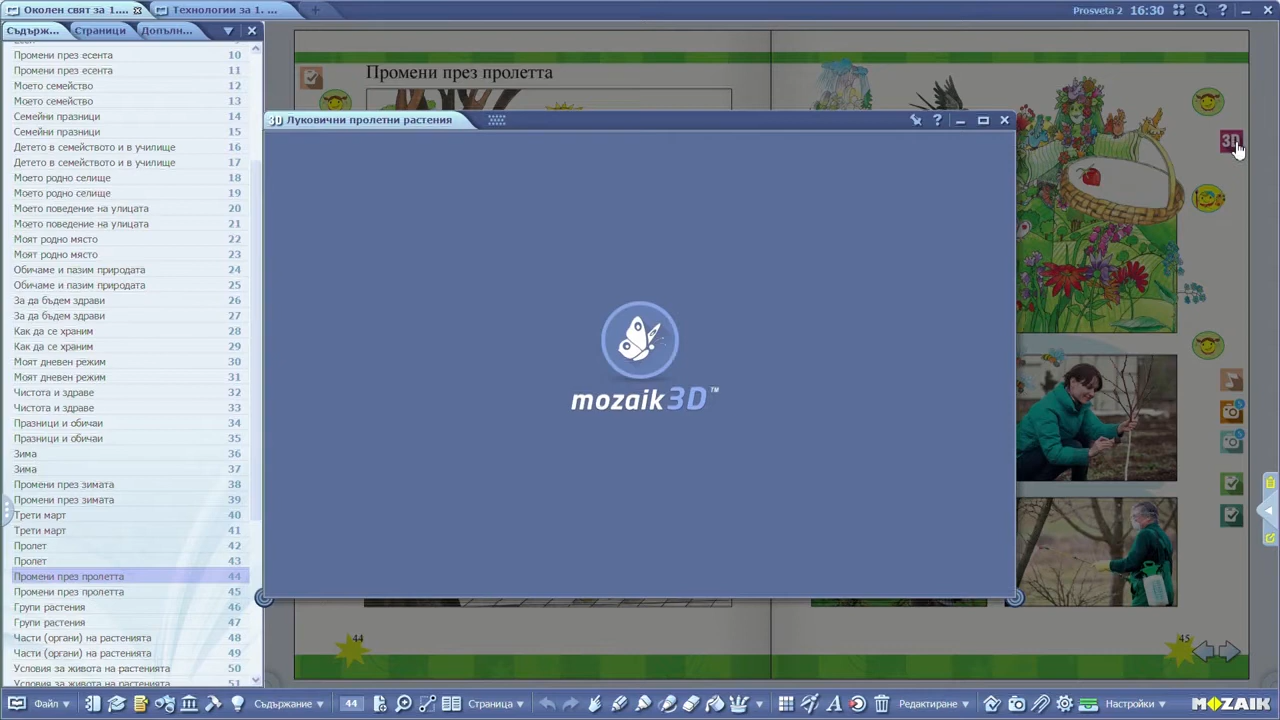 Околен свят за 1....
Технологии за 1. ...
Prosveta 2 16:30
Съдърж...
Страници
Допълн...
Промени през есента 10
Промени през есента 11
Моето семейство 12
Моето семейство 13
Семейни празници 14
Семейни празници 15
Детето в семейството и в училище 16
Детето в семейството и в училище 17
Моето родно селище 18
Моето родно селище 19
Моето поведение на улицата 20
Моето поведение на улицата 21
Моят родно място 22
Моят родно място 23
Обичаме и пазим природата 24
Обичаме и пазим природата 25
За да бъдем здрави 26
За да бъдем здрави 27
Как да се храним 28
Как да се храним 29
Моят дневен режим 30
Моят дневен режим 31
Чистота и здраве 32
Чистота и здраве 33
Празници и обичаи 34
Празници и обичаи 35
Зима 36
Зима 37
Промени през зимата 38
Промени през зимата 39
Трети март 40
Трети март 41
Пролет 42
Пролет 43
Промени през пролетта 44
Промени през пролетта 45
Групи растения 46
Групи растения 47
Части (органи) на растенията 48
Части (органи) на растенията 49
Условия за живота на растенията 50
Условия за живота на растенията 51
Промени през пролетта
3D Луковични пролетни растения
mozaik3D™
3D
44
45
Файл
Съдържание
44
Страница
Редактиране
Настройки
MOZAIK